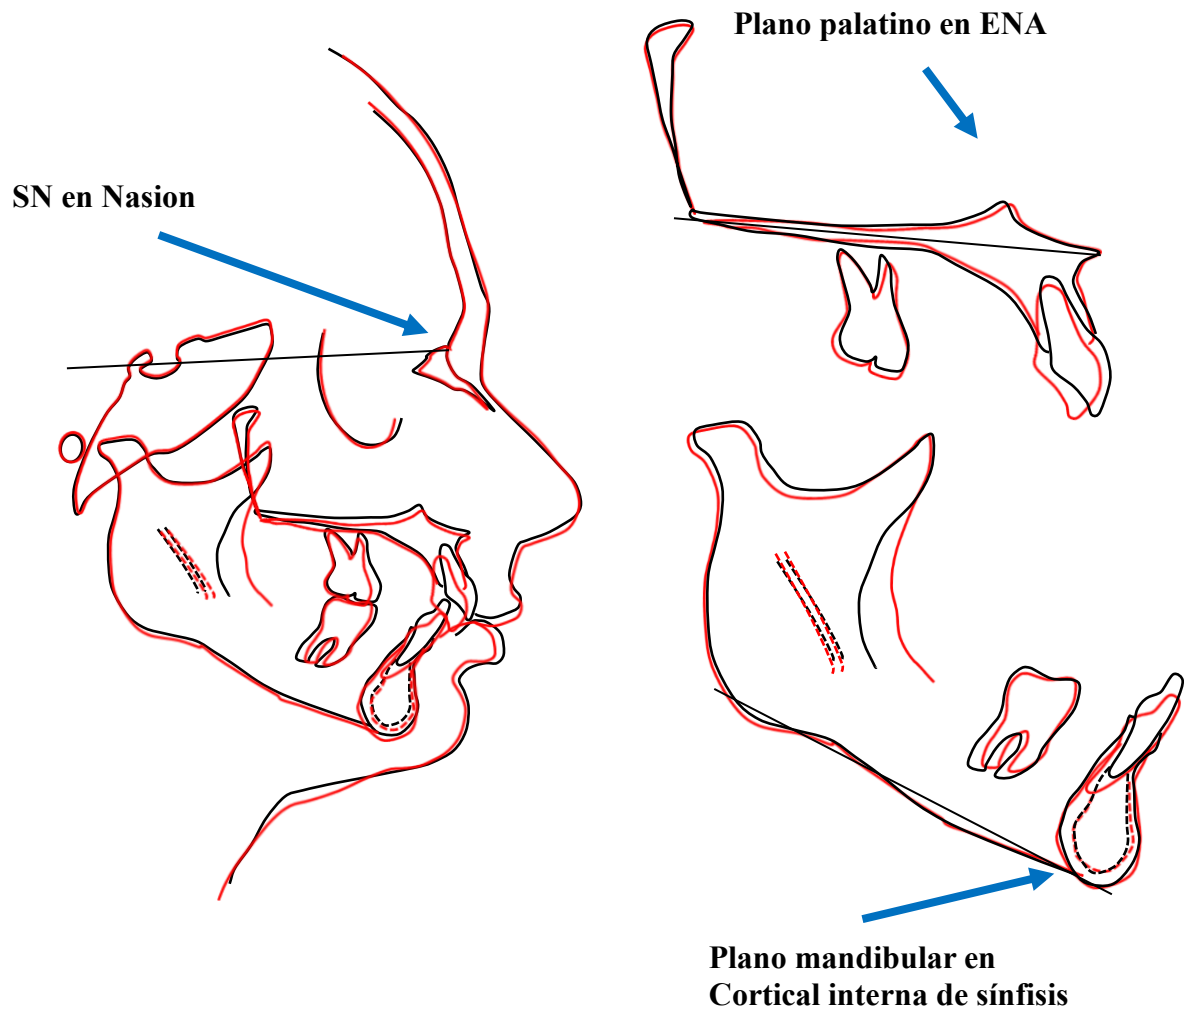 Plano palatino en ENA
SN en Nasion
Plano mandibular en
Cortical interna de sínfisis